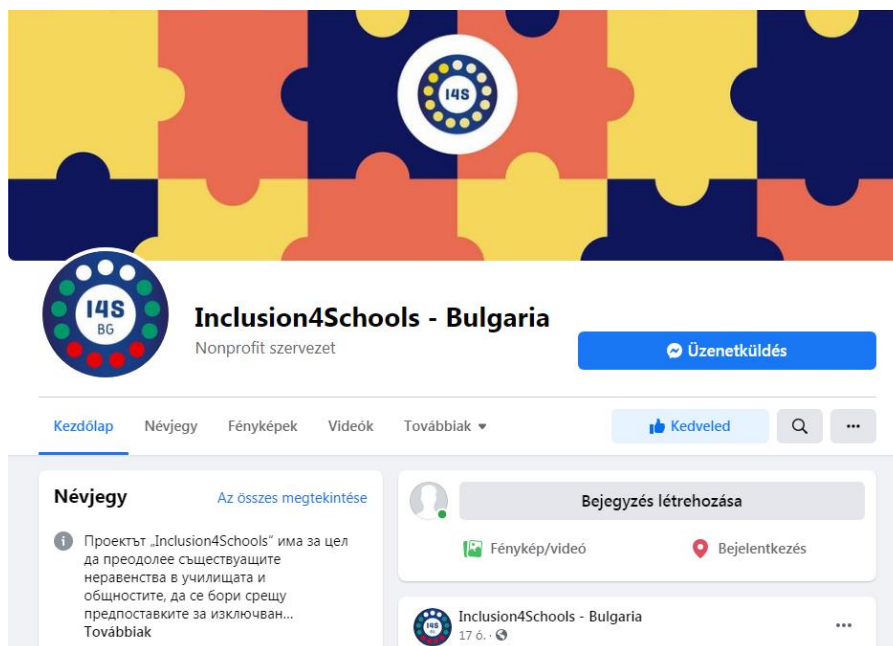 I4S
I4S
BG
Inclusion4Schools - Bulgaria
Nonprofit szervezet
Üzenetküldés
Kezdőlap
Névjegy
Fényképek
Videók
Továbbiak
Kedveled
Névjegy
Az összes megtekintése
Проектът „Inclusion4Schools“ има за цел
да преодолее съществуващите
неравенства в училищата и
общностите, да се бори срещу
предпоставките за изключван...
Továbbiak
Bejegyzés létrehozása
Fénykép/videó
Bejelentkezés
I4S
Inclusion4Schools - Bulgaria
17 ó. ·